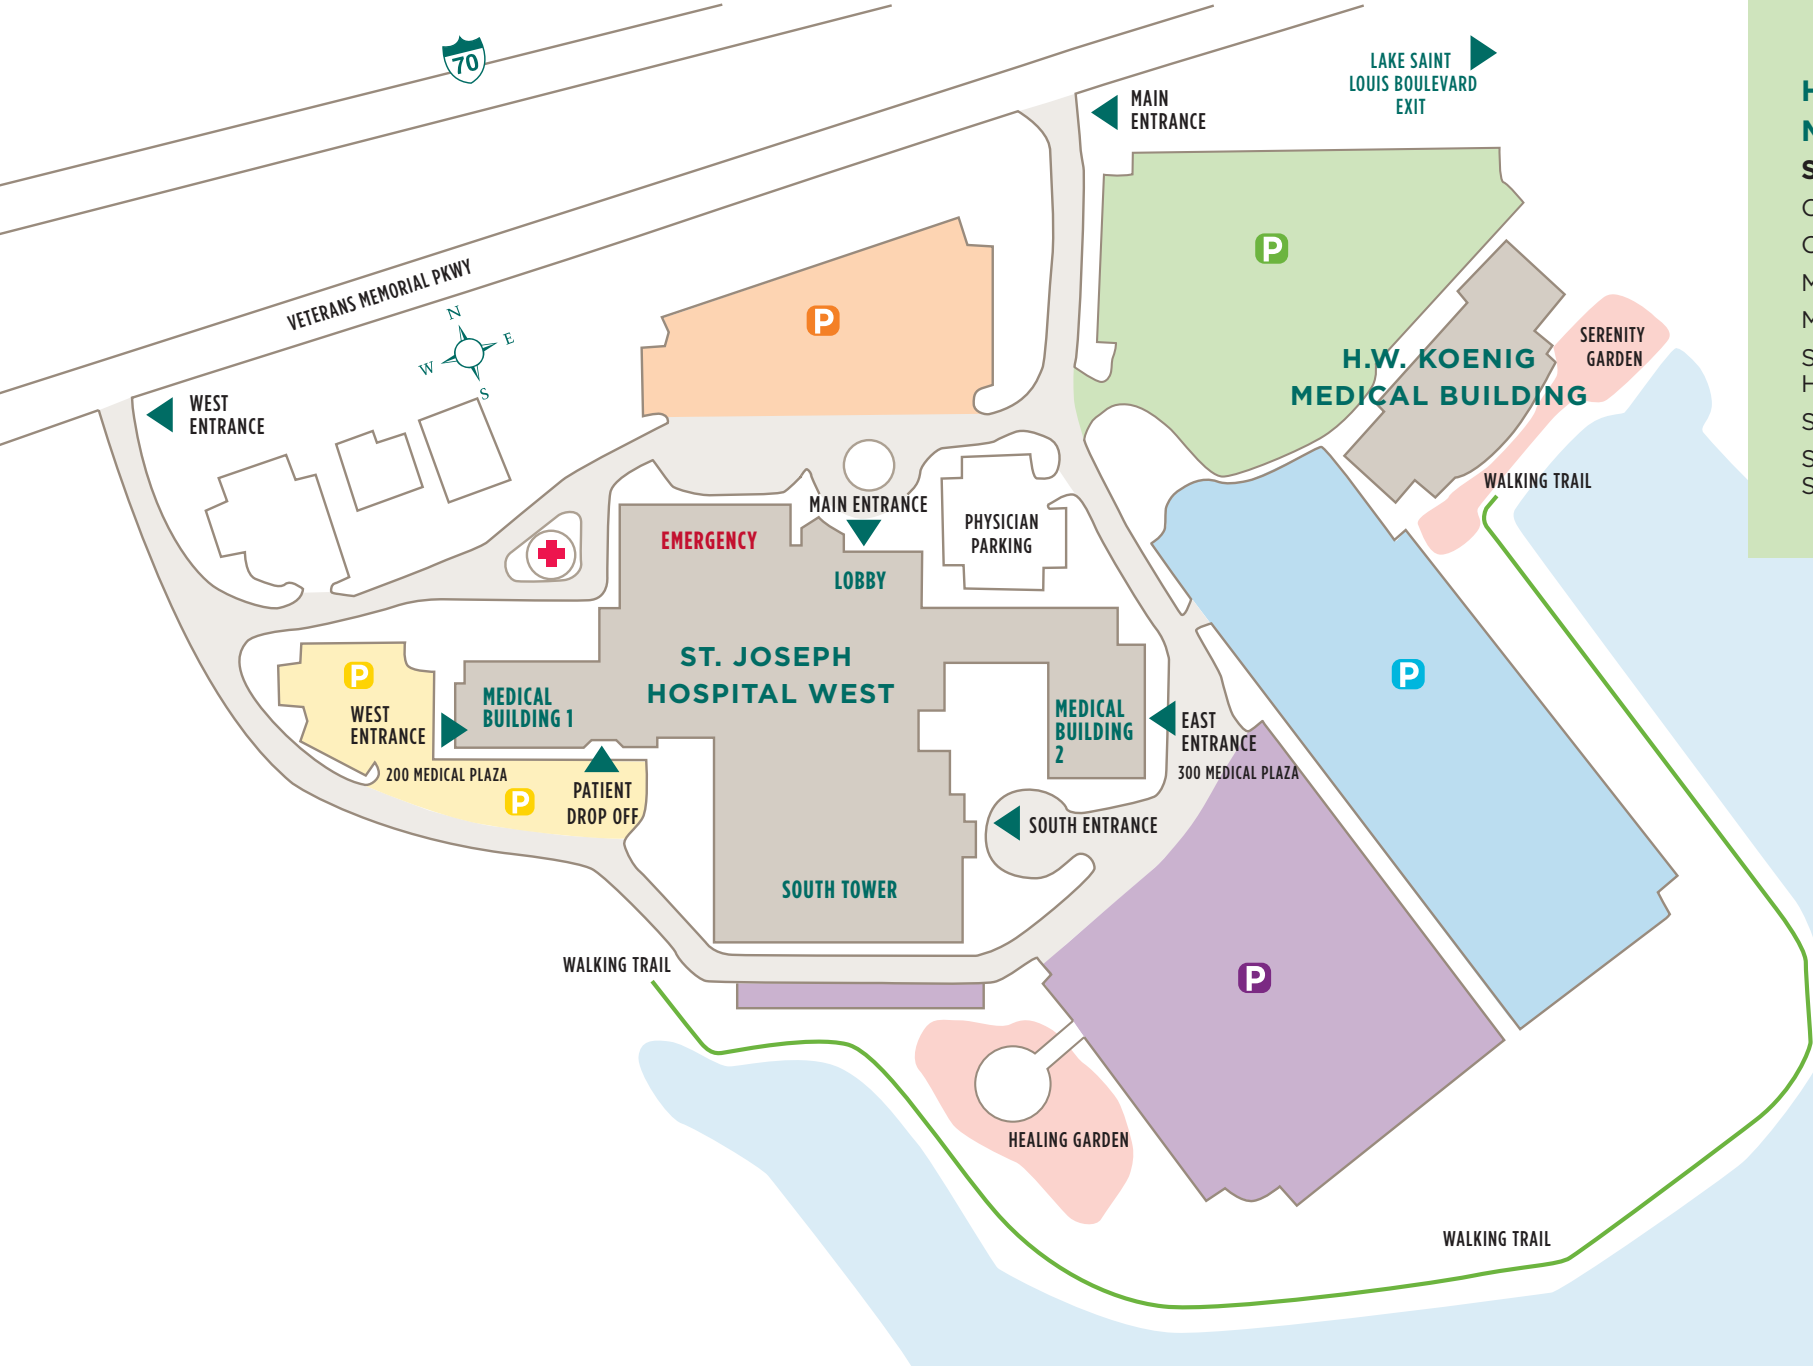 70
LAKE SAINT
LOUIS BOULEVARD
EXIT
MAIN
ENTRANCE
VETERANS MEMORIAL PKWY
N
E
W
S
WEST
ENTRANCE
P
P
H.W. KOENIG
MEDICAL BUILDING
SERENITY
GARDEN
WALKING TRAIL
MAIN ENTRANCE
EMERGENCY
LOBBY
PHYSICIAN
PARKING
ST. JOSEPH
HOSPITAL WEST
P
WEST
ENTRANCE
MEDICAL
BUILDING 1
200 MEDICAL PLAZA
P
PATIENT
DROP OFF
MEDICAL
BUILDING
2
EAST
ENTRANCE
300 MEDICAL PLAZA
P
SOUTH ENTRANCE
SOUTH TOWER
WALKING TRAIL
P
HEALING GARDEN
WALKING TRAIL